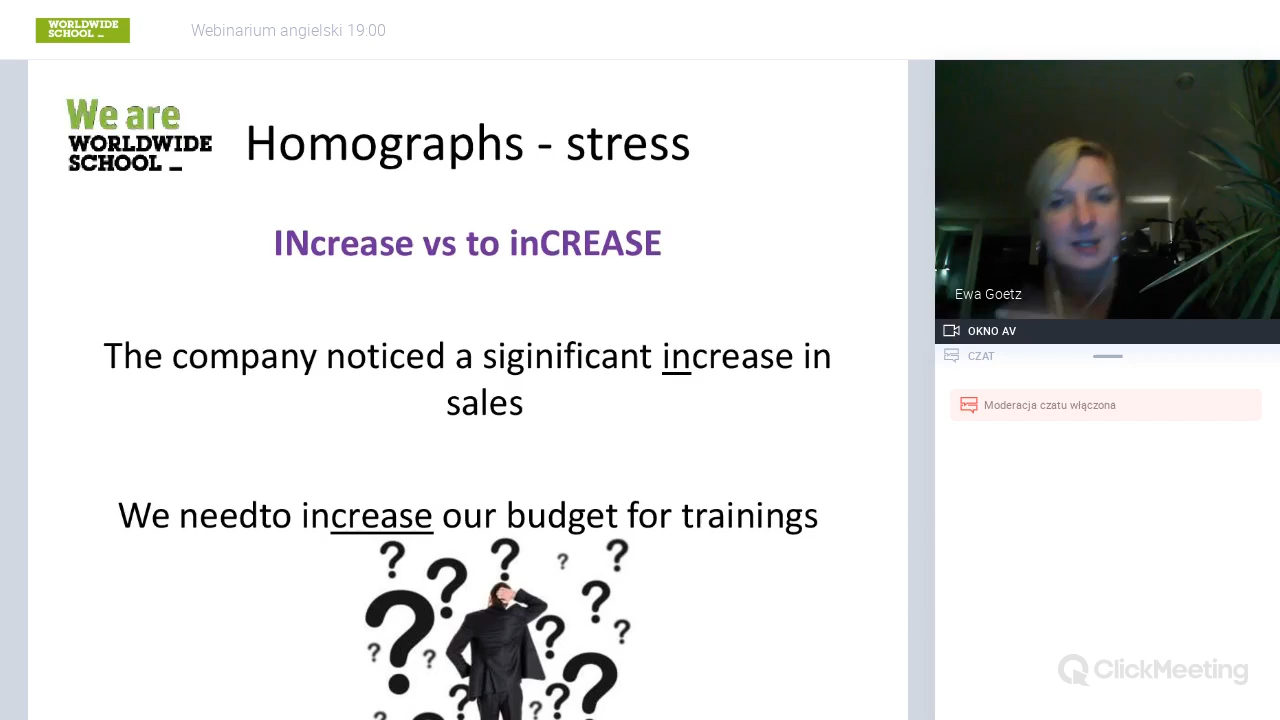 WORLDWIDE
SCHOOL _
Webinarium angielski 19:00
We are
WORLDWIDE
SCHOOL _
Homographs - stress
INcrease vs to inCREASE
The company noticed a siginificant increase in
sales
We needto increase our budget for trainings
? ? ? ? ? ? ? ? ? ? ? ? ? ? ?
Ewa Goetz
OKNO AV
CZAT
Moderacja czatu włączona
ClickMeeting